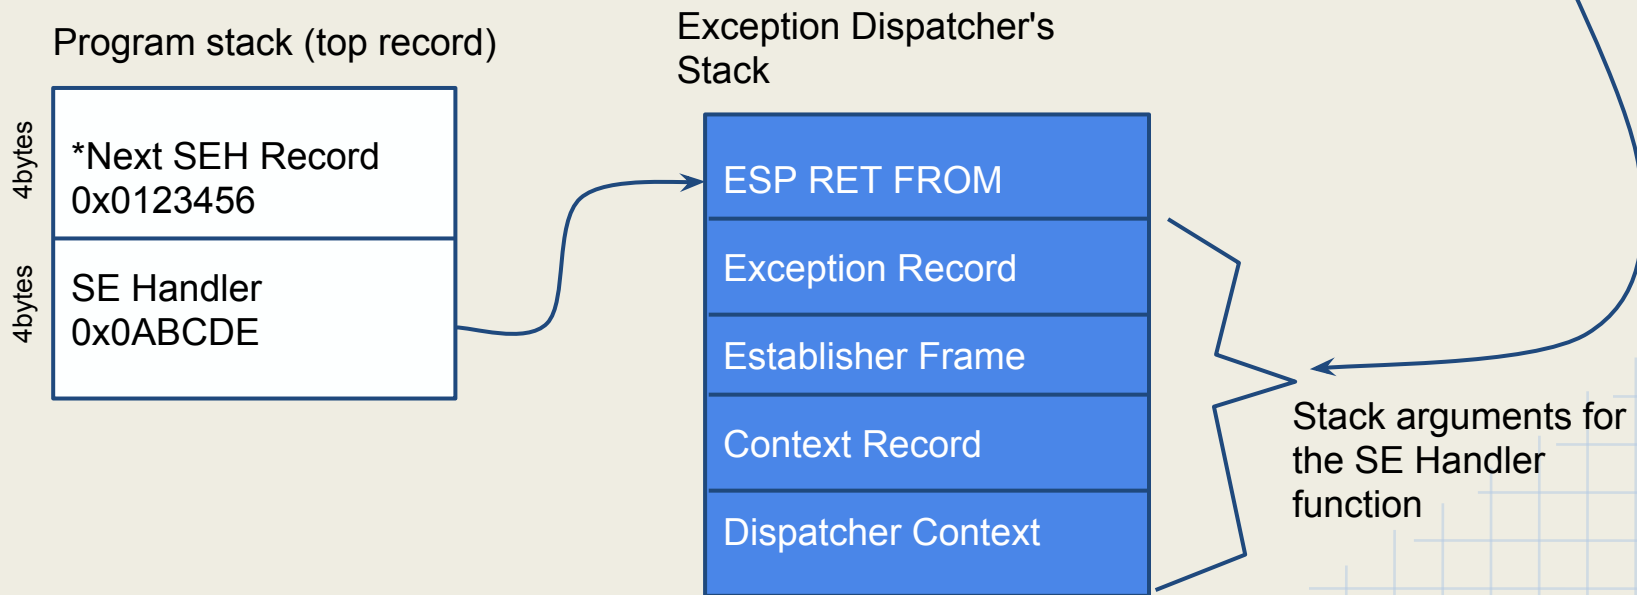 Program stack (top record)
4bytes
*Next SEH Record
0x0123456
4bytes
SE Handler
0x0ABCDE
Exception Dispatcher's
Stack
ESP RET FROM
Exception Record
Establisher Frame
Context Record
Dispatcher Context
Stack arguments for
the SE Handler
function